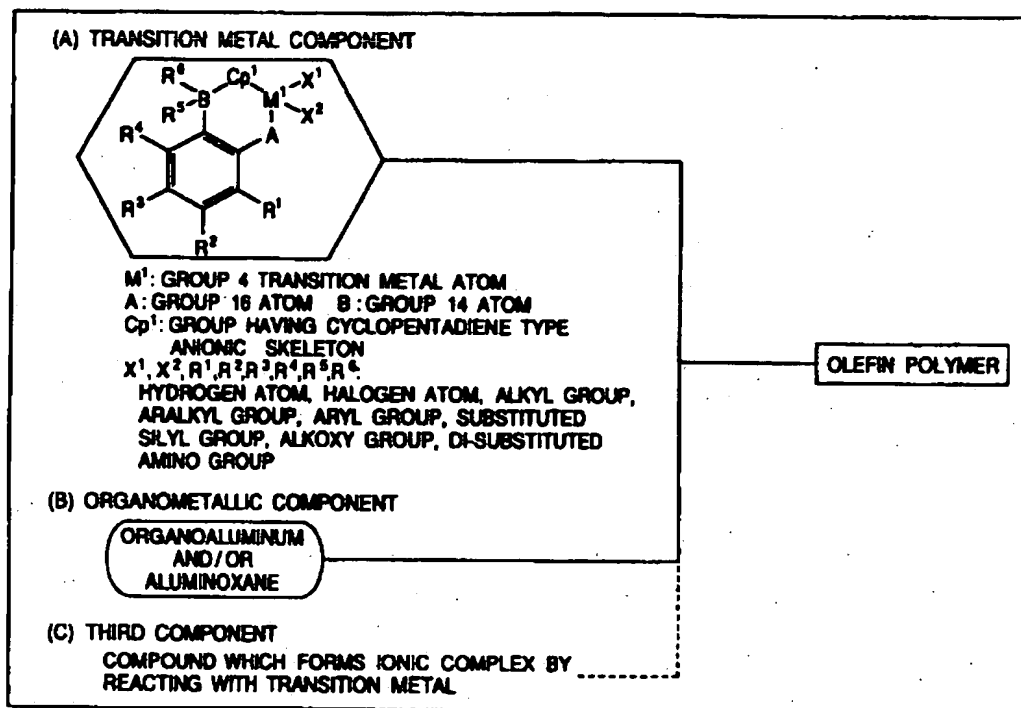 (A) TRANSITION METAL COMPONENT
R⁶ Cp¹ X¹
B M¹
R⁵ X²
R⁴ A
R³ R¹
R²
M¹: GROUP 4 TRANSITION METAL ATOM
A: GROUP 16 ATOM B: GROUP 14 ATOM
Cp¹: GROUP HAVING CYCLOPENTADIENE TYPE
ANIONIC SKELETON
X¹, X², R¹, R², R³, R⁴, R⁵, R⁶:
HYDROGEN ATOM, HALOGEN ATOM, ALKYL GROUP,
ARALKYL GROUP, ARYL GROUP, SUBSTITUTED
SILYL GROUP, ALKOXY GROUP, DI-SUBSTITUTED
AMINO GROUP
OLEFIN POLYMER
(B) ORGANOMETALLIC COMPONENT
ORGANOALUMINUM
AND/OR
ALUMINOXANE
(C) THIRD COMPONENT
COMPOUND WHICH FORMS IONIC COMPLEX BY
REACTING WITH TRANSITION METAL